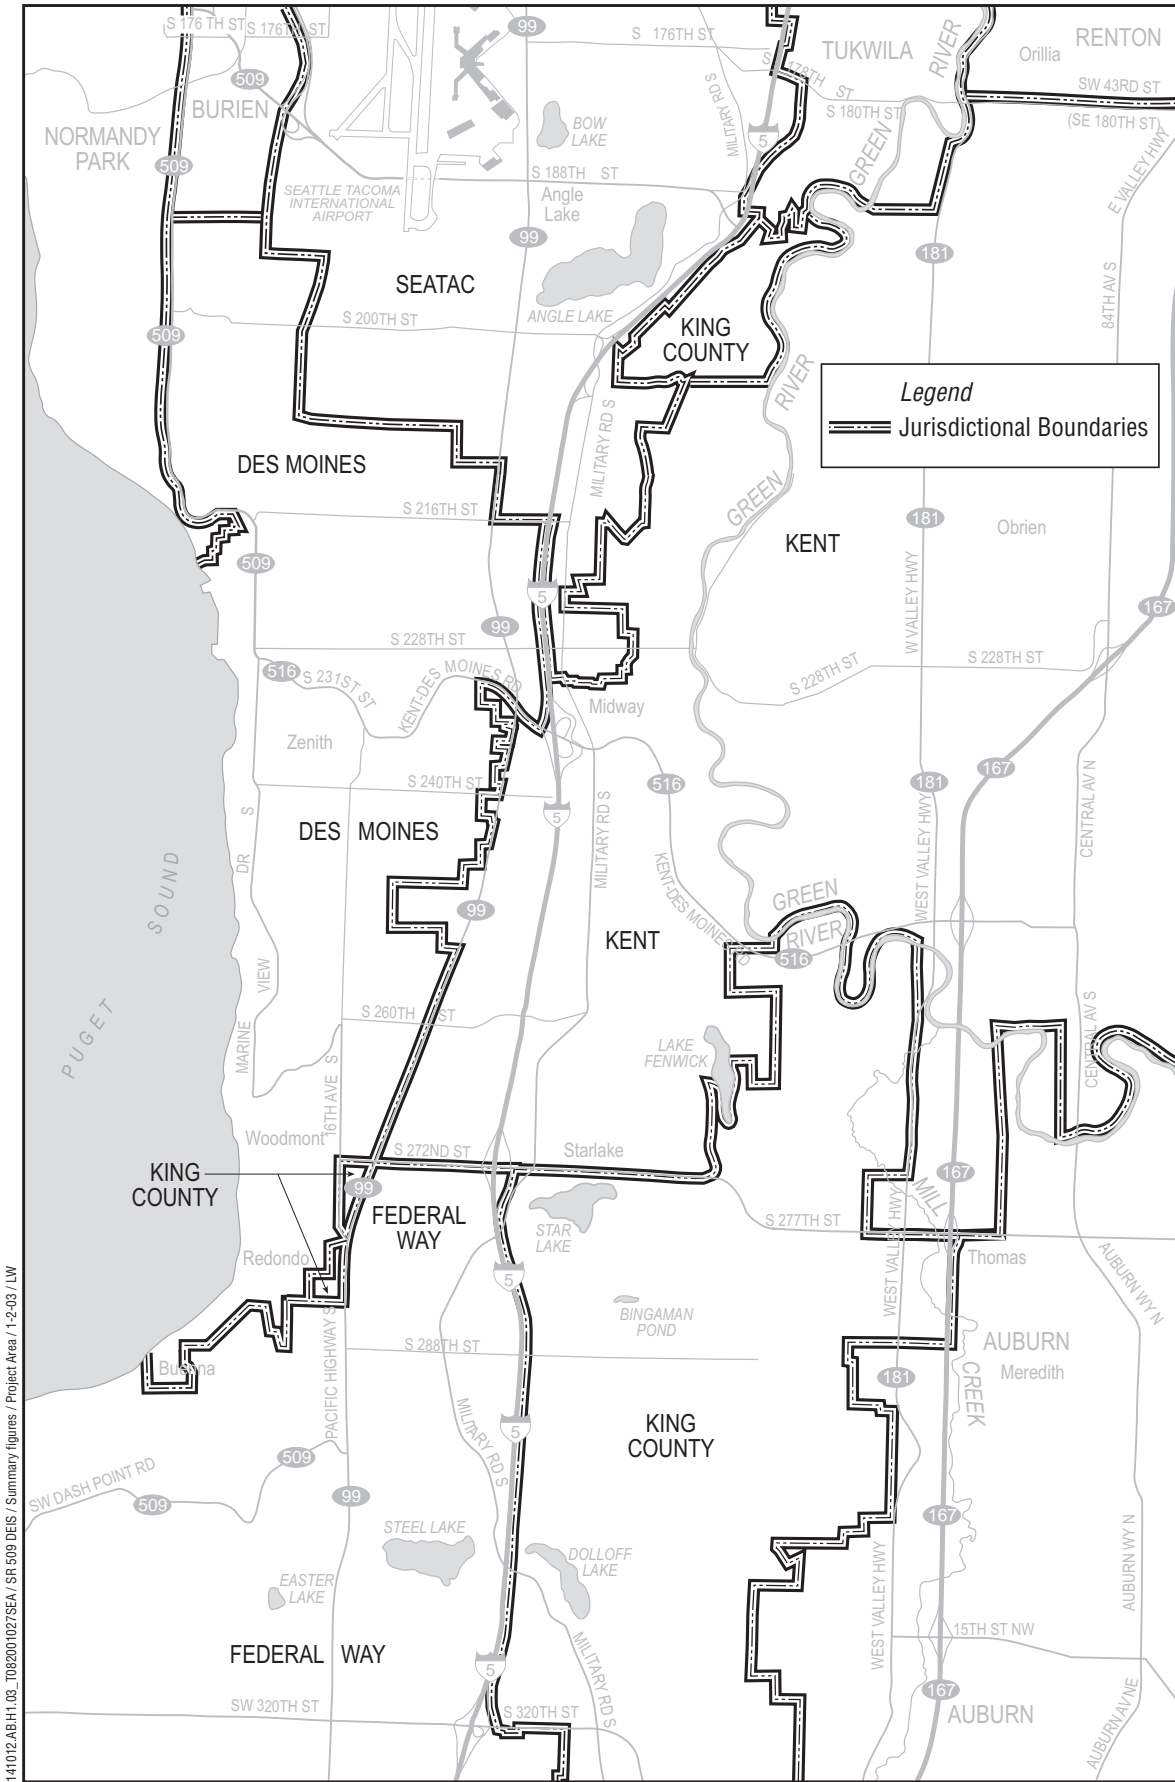 S 176 TH ST
S 176TH ST
99
S 176TH ST
TUKWILA
RIVER
Orillia
RENTON
509
BURIEN
MILITARY RD S
S 178TH ST
S 180TH ST
SW 43RD ST
(SE 180TH ST)
NORMANDY
PARK
509
BOW
LAKE
5
GREEN
E VALLEY HWY
SEATTLE TACOMA
INTERNATIONAL
AIRPORT
S 188TH ST
Angle
Lake
99
181
SEATAC
ANGLE LAKE
84TH AV S
509
S 200TH ST
KING
COUNTY
RIVER
Legend
Jurisdictional Boundaries
MILITARY RD S
DES MOINES
GREEN
S 216TH ST
181
Obrien
KENT
509
5
W VALLEY HWY
167
99
S 228TH ST
S 228TH ST
S 228TH ST
516
S 231ST ST
KENT-DES MOINES RD
Midway
Zenith
S 240TH ST
516
181
167
5
MILITARY RD S
CENTRAL AV N
DES MOINES
WEST VALLEY HWY
MARINE VIEW DR S
PUGET SOUND
99
KENT-DES MOINES RD
GREEN
RIVER
516
KENT
S 260TH ST
16TH AVE S
LAKE
FENWICK
CENTRAL AV S
Woodmont
S 272ND ST
Starlake
KING
COUNTY
99
167
MILL
FEDERAL
WAY
STAR
LAKE
S 277TH ST
WEST VALLEY HWY
Redondo
5
Thomas
AUBURN WY N
BINGAMAN
POND
PACIFIC HIGHWAY S
S 288TH ST
AUBURN
Meredith
181
CREEK
MILITARY RD S
5
KING
COUNTY
SW DASH POINT RD
509
509
99
167
STEEL LAKE
DOLLOFF
LAKE
EASTER
LAKE
WEST VALLEY HWY
AUBURN WY N
15TH ST NW
FEDERAL WAY
5
MILITARY RD S
167
SW 320TH ST
S 320TH ST
AUBURN
AUBURN AV NE
141012.AB.H1.03_T082001027SEA / SR 509 DEIS / Summary figures / Project Area / 1-2-03 / LW